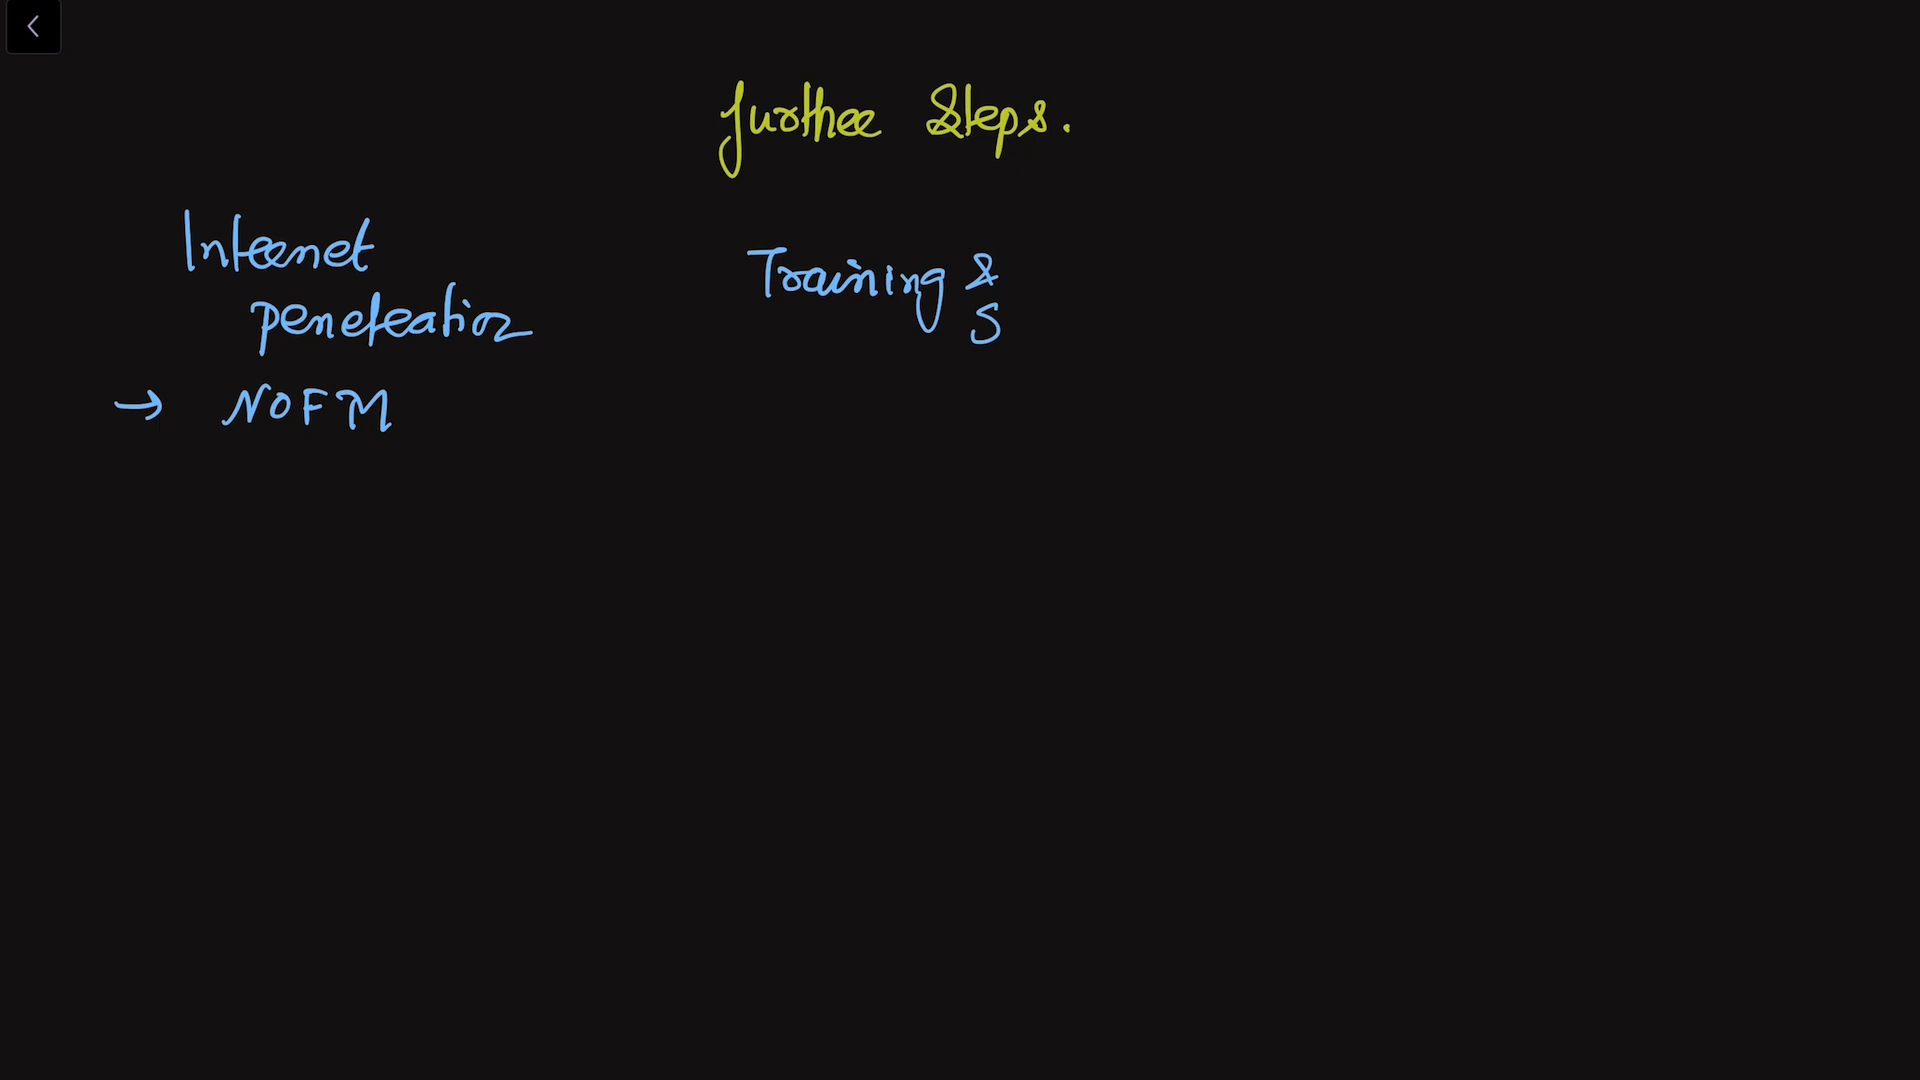 further Steps.
Internet
penetration
→ NOFM
Training &
S